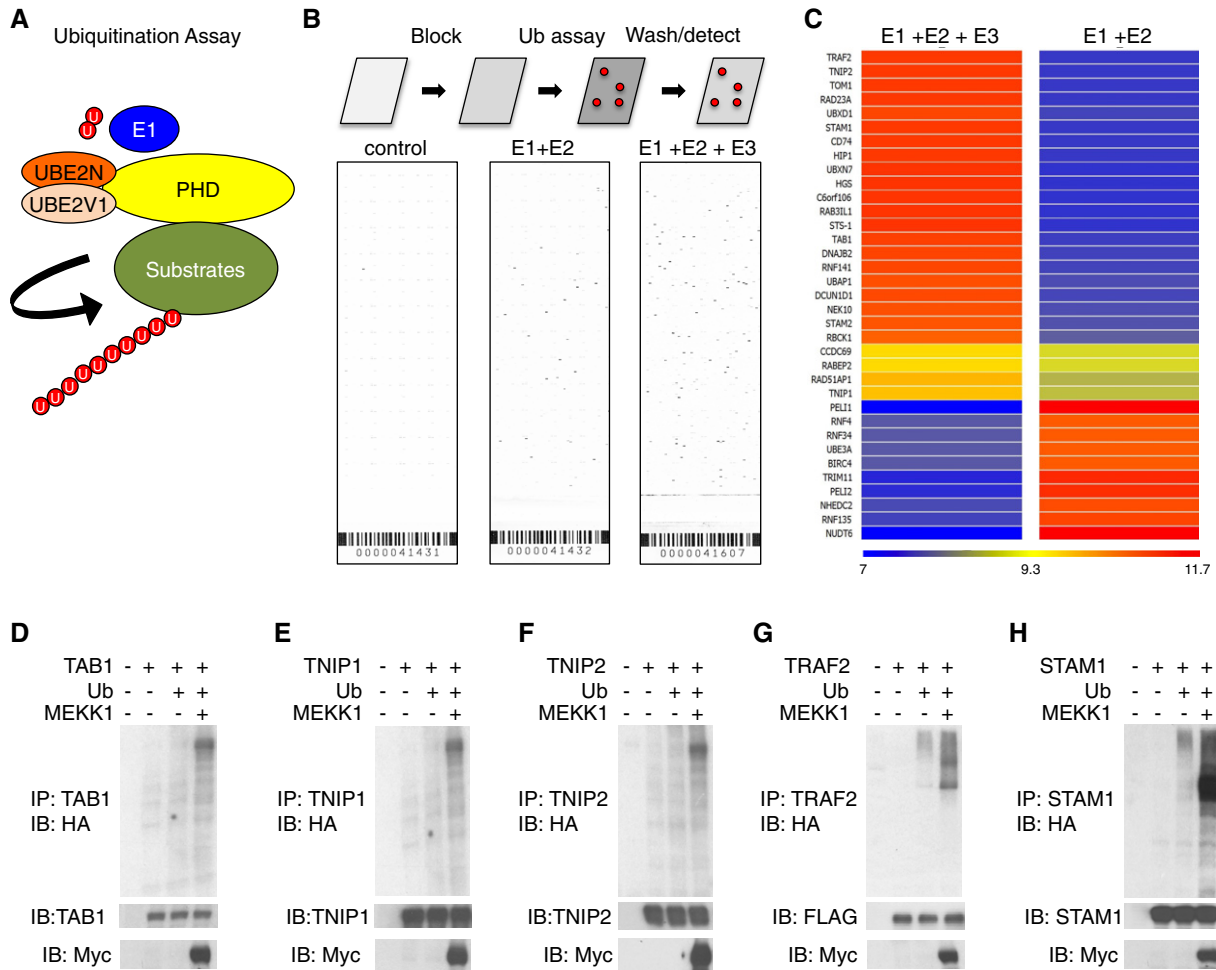 A
Ubiquitination Assay
U
U
E1
UBE2N
UBE2V1
PHD
Substrates
U U U U U U U U U U
B
Block
Ub assay
Wash/detect
control
E1+E2
E1 +E2 + E3
0000041431
0000041432
0000041607
C
E1 +E2 + E3
E1 +E2
TRAF2
TNIP2
TOM1
RAD23A
UBXD1
STAM1
CD74
HIP1
UBXN7
HGS
C6orf106
RAB3IL1
STS-1
TAB1
DNAJB2
RNF141
UBAP1
DCUN1D1
NEK10
STAM2
RBCK1
CCDC69
RABEP2
RAD51AP1
TNIP1
PELI1
RNF4
RNF34
UBE3A
BIRC4
TRIM11
PELI2
NHEDC2
RNF135
NUDT6
7 9.3 11.7
D
TAB1 - + + +
Ub - - + +
MEKK1 - - - +
IP: TAB1
IB: HA
IB:TAB1
IB: Myc
E
TNIP1 - + + +
Ub - - + +
MEKK1 - - - +
IP: TNIP1
IB: HA
IB:TNIP1
IB: Myc
F
TNIP2 - + + +
Ub - - + +
MEKK1 - - - +
IP: TNIP2
IB: HA
IB:TNIP2
IB: Myc
G
TRAF2 - + + +
Ub - - + +
MEKK1 - - - +
IP: TRAF2
IB: HA
IB: FLAG
IB: Myc
H
STAM1 - + + +
Ub - - + +
MEKK1 - - - +
IP: STAM1
IB: HA
IB: STAM1
IB: Myc